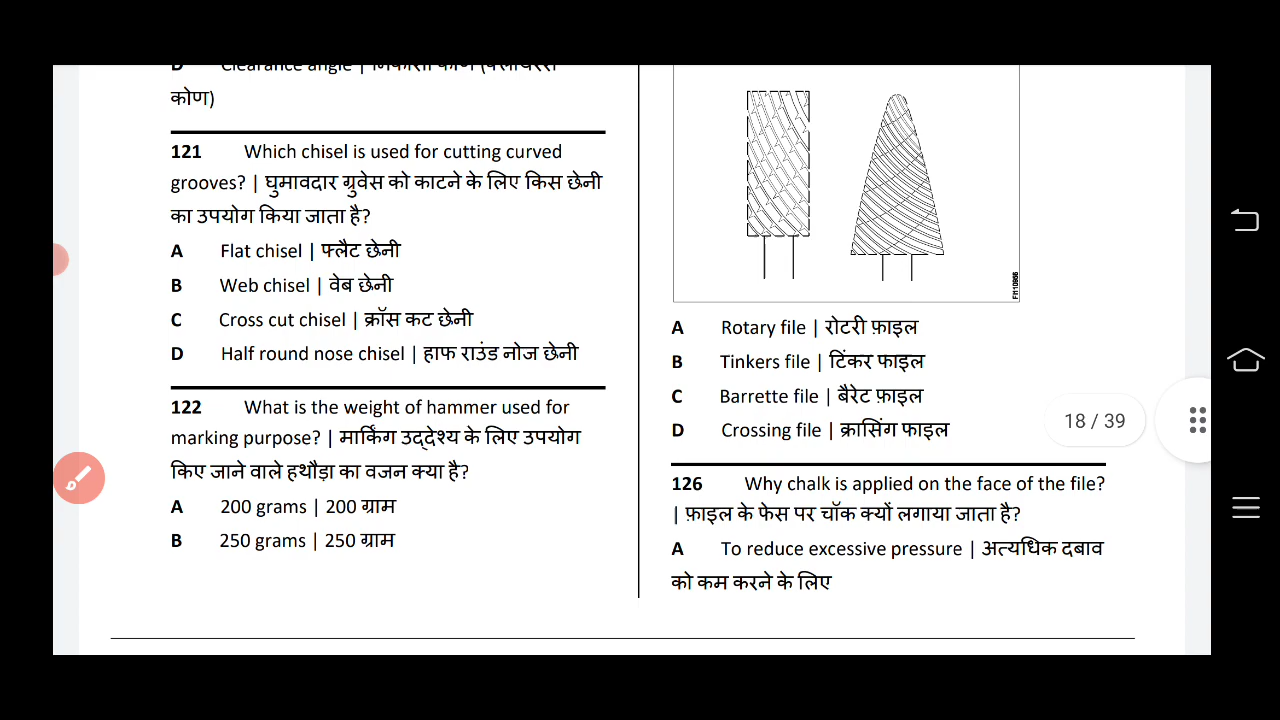 D Clearance angle | निकासी कोण (क्लीयरेंस
कोण)
121 Which chisel is used for cutting curved
grooves? | घुमावदार ग्रुवेस को काटने के लिए किस छेनी
का उपयोग किया जाता है?
A Flat chisel | फ्लैट छेनी
B Web chisel | वेब छेनी
C Cross cut chisel | क्रॉस कट छेनी
D Half round nose chisel | हाफ राउंड नोज छेनी
122 What is the weight of hammer used for
marking purpose? | मार्किंग उद्देश्य के लिए उपयोग
किए जाने वाले हथौड़ा का वजन क्या है?
A 200 grams | 200 ग्राम
B 250 grams | 250 ग्राम
FI110966
A Rotary file | रोटरी फ़ाइल
B Tinkers file | टिंकर फाइल
C Barrette file | बैरेट फ़ाइल
D Crossing file | क्रासिंग फाइल
126 Why chalk is applied on the face of the file?
| फ़ाइल के फेस पर चॉक क्यों लगाया जाता है?
A To reduce excessive pressure | अत्यधिक दबाव
को कम करने के लिए
18 / 39